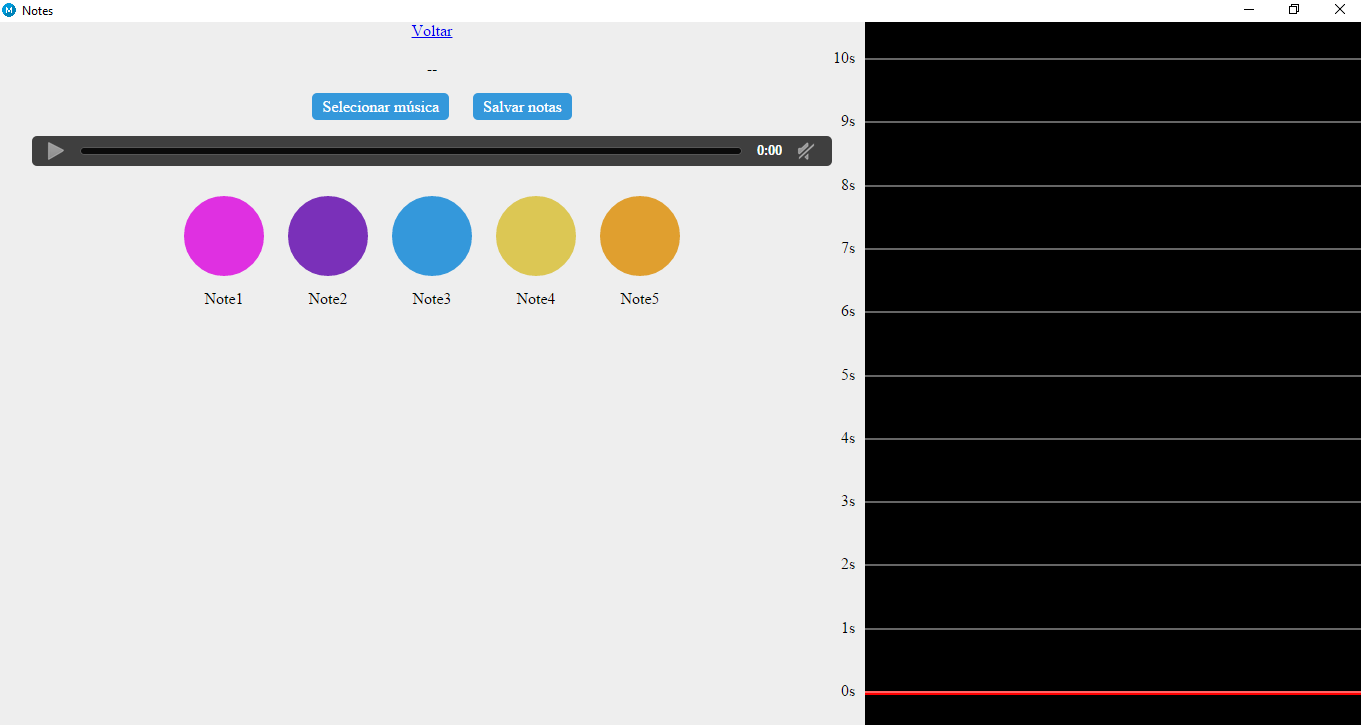 Notes
Voltar
--
Selecionar música Salvar notas
0:00
Note1 Note2 Note3 Note4 Note5
10s
9s
8s
7s
6s
5s
4s
3s
2s
1s
0s